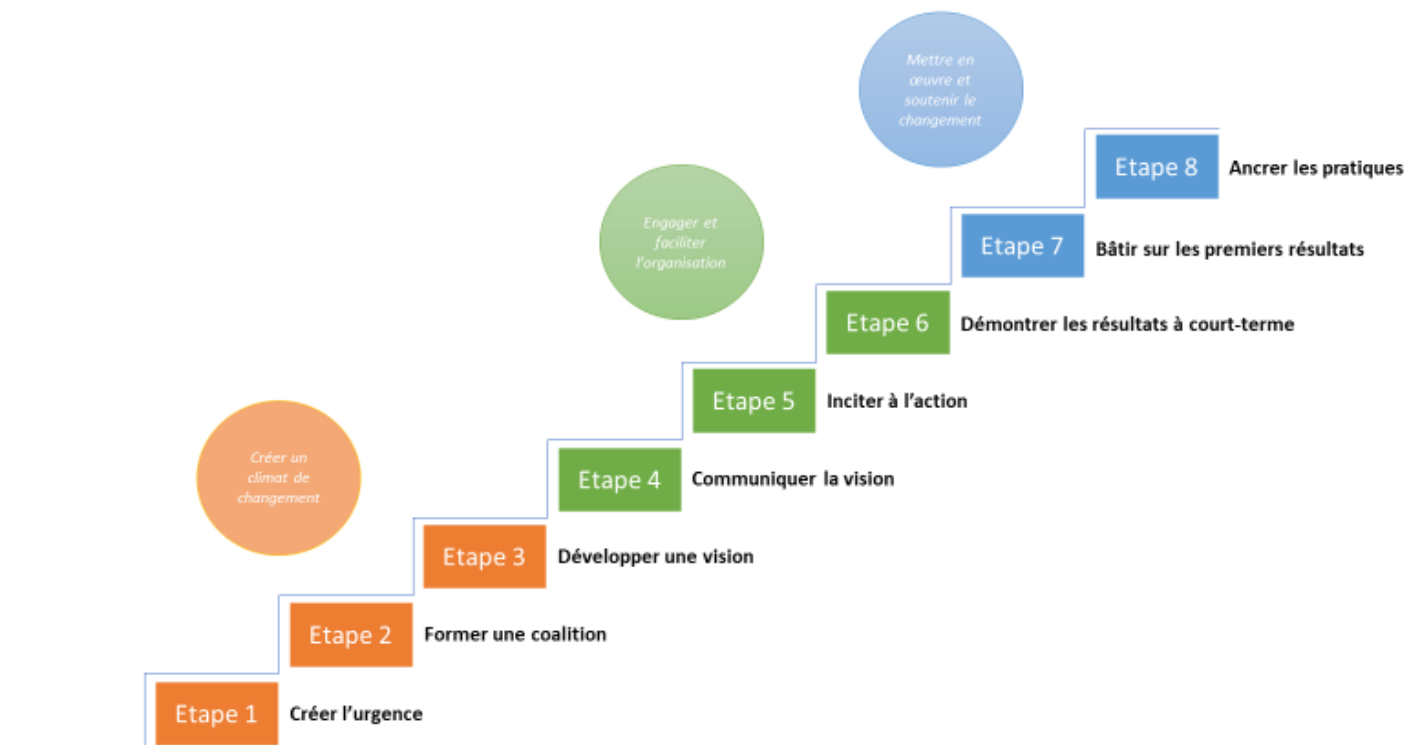 Mettre en
œuvre et
soutenir le
changement
Etape 8 Ancrer les pratiques
Engager et
faciliter
l'organisation
Etape 7 Bâtir sur les premiers résultats
Etape 6 Démontrer les résultats à court-terme
Etape 5 Inciter à l'action
Créer un
climat de
changement
Etape 4 Communiquer la vision
Etape 3 Développer une vision
Etape 2 Former une coalition
Etape 1 Créer l'urgence